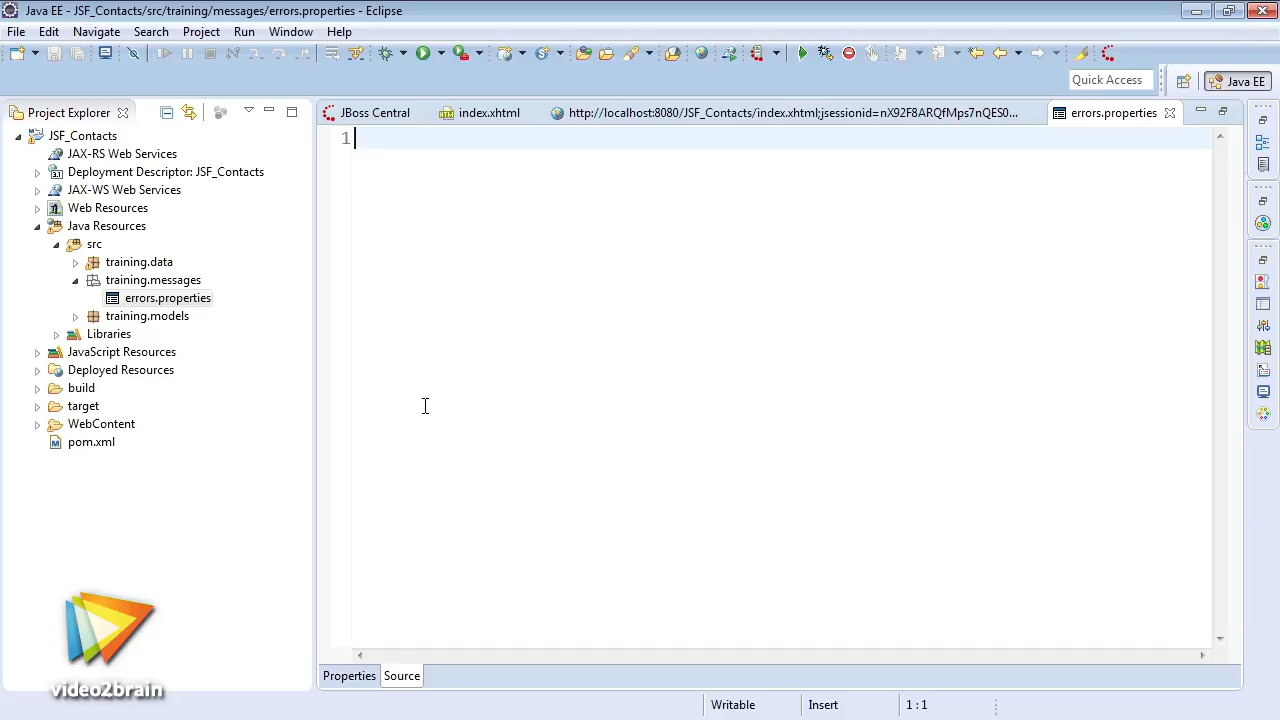 Java EE - JSF_Contacts/src/training/messages/errors.properties - Eclipse
File Edit Navigate Search Project Run Window Help
Quick Access
Java EE
Project Explorer
JBoss Central
index.xhtml
http://localhost:8080/JSF_Contacts/index.xhtml;jsessionid=nX92F8ARQfMps7nQES0...
errors.properties
1
JSF_Contacts
JAX-RS Web Services
Deployment Descriptor: JSF_Contacts
JAX-WS Web Services
Web Resources
Java Resources
src
training.data
training.messages
errors.properties
training.models
Libraries
JavaScript Resources
Deployed Resources
build
target
WebContent
pom.xml
video2brain
Properties Source
Writable Insert 1 : 1